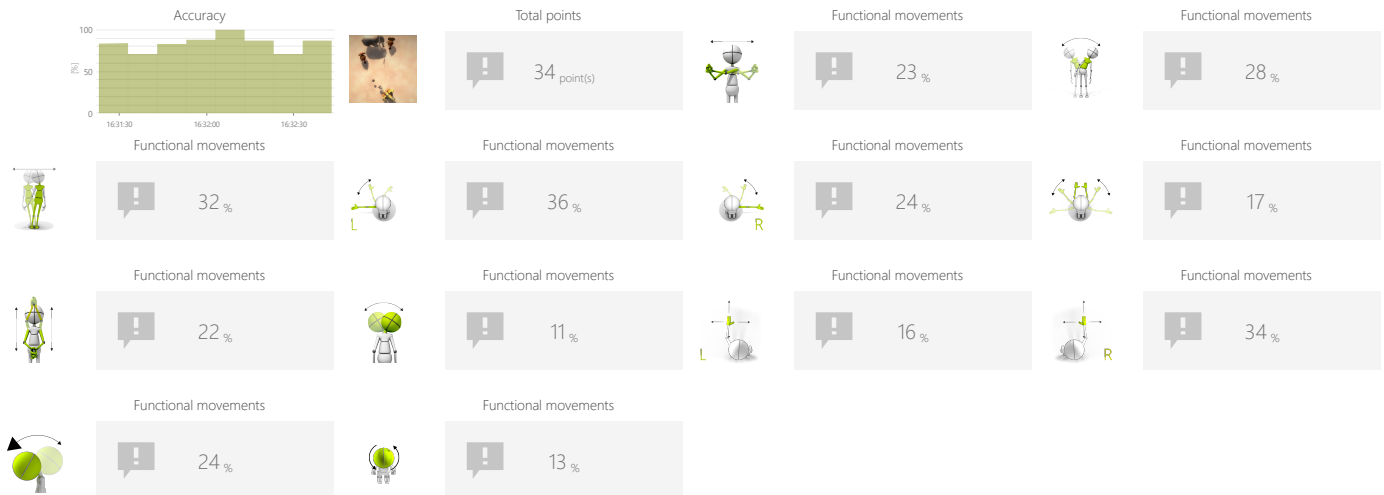 Accuracy
100
50
0
[%]
16:31:30 16:32:00 16:32:30
Total points
34 point(s)
Functional movements
23 %
Functional movements
28 %
Functional movements
32 %
Functional movements
36 %
L
Functional movements
24 %
R
Functional movements
17 %
Functional movements
22 %
Functional movements
11 %
Functional movements
16 %
L
Functional movements
34 %
R
Functional movements
24 %
Functional movements
13 %